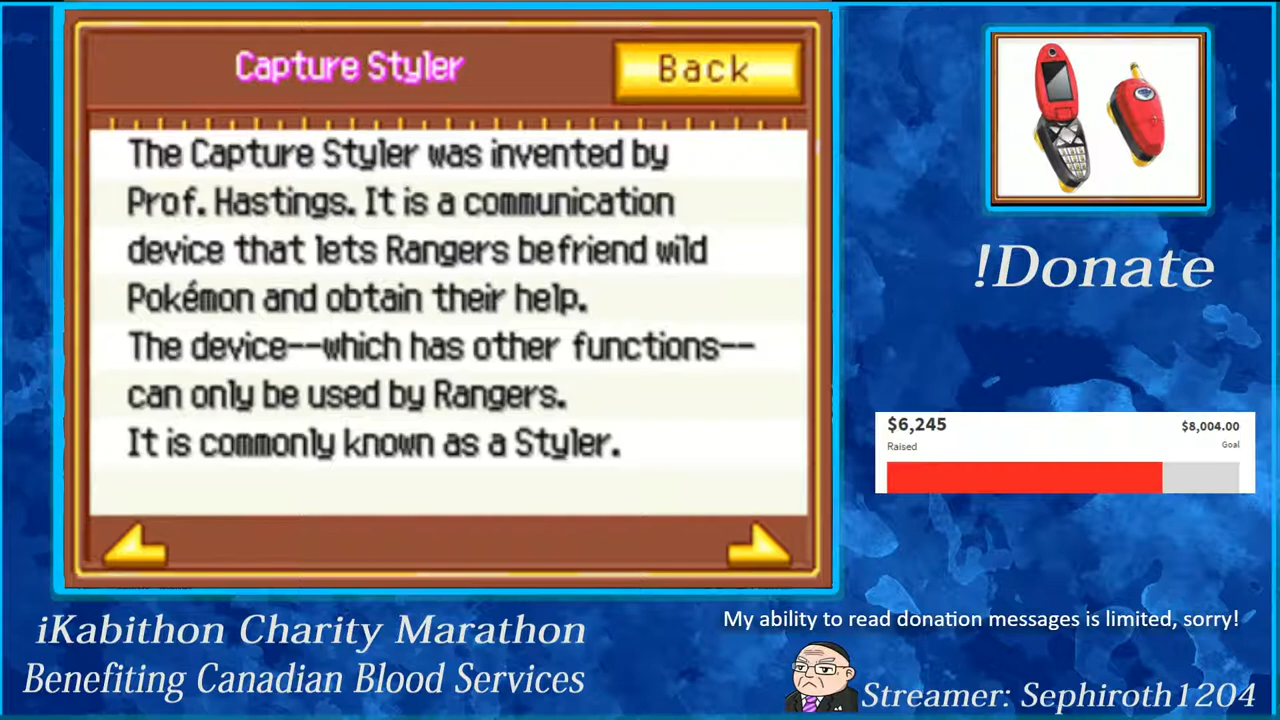 Capture Styler
Back
The Capture Styler was invented by
Prof. Hastings. It is a communication
device that lets Rangers befriend wild
Pokémon and obtain their help.
The device--which has other functions--
can only be used by Rangers.
It is commonly known as a Styler.
!Donate
$6,245
$8,004.00
Raised
Goal
iKabithon Charity Marathon
Benefiting Canadian Blood Services
My ability to read donation messages is limited, sorry!
Streamer: Sephiroth1204